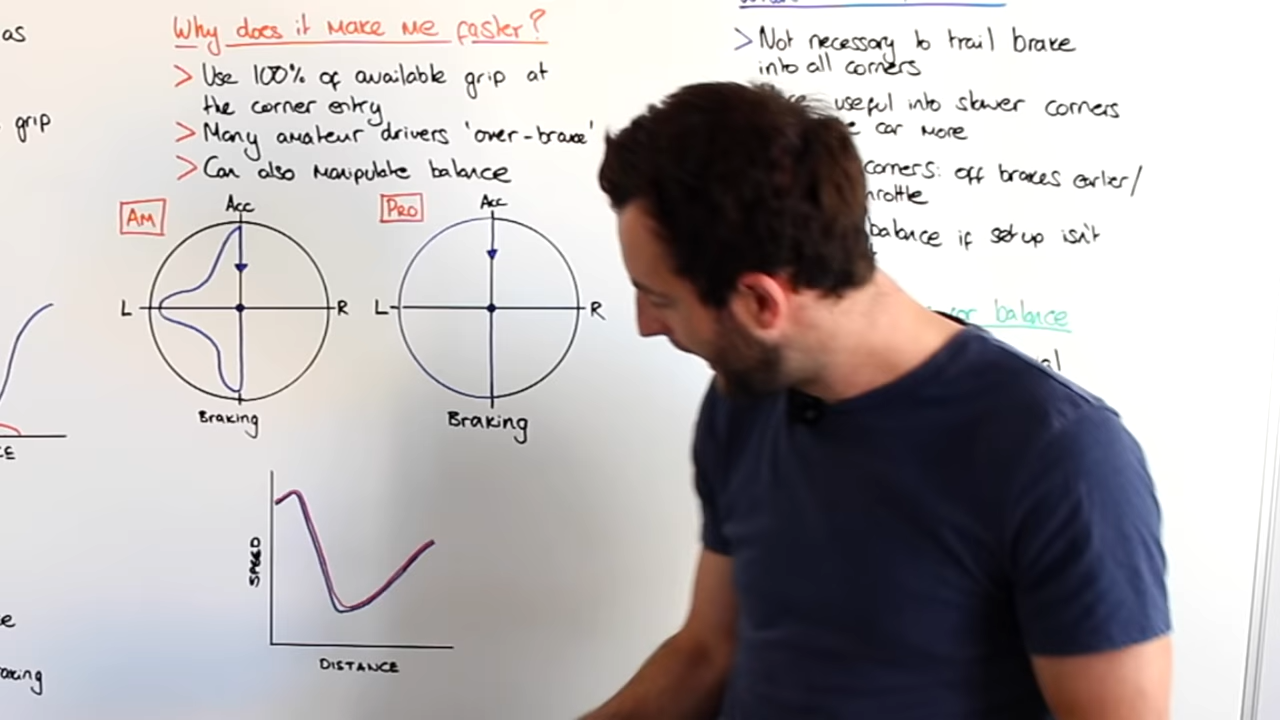 as
grip
CE
e
aking
Why does it make me faster?
> Use 100% of available grip at
the corner entry
> Many amateur drivers 'over-brake'
> Can also manipulate balance
AM
Acc
L
R
Braking
PRO
Acc
L
R
Braking
SPEED
DISTANCE
> Not necessary to trail brake
into all corners
useful into slower corners
car more
corners: off brakes earlier/
throttle
balance if setup isn't
balance